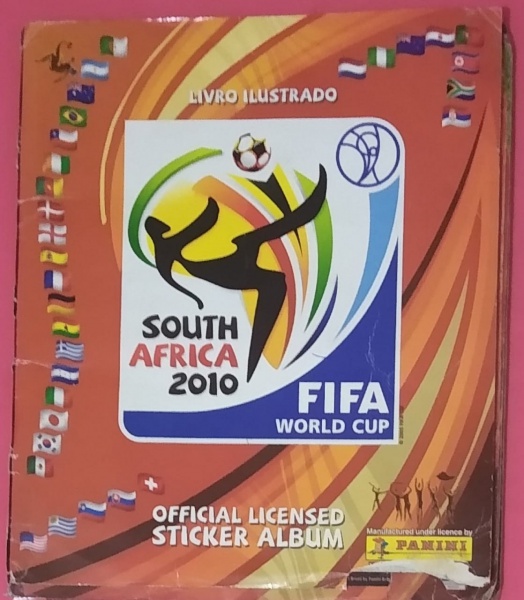 LIVRO ILUSTRADO
SOUTH
AFRICA
2010
FIFA
WORLD CUP
OFFICIAL LICENSED
STICKER ALBUM
Manufactured under licence by
PANINI